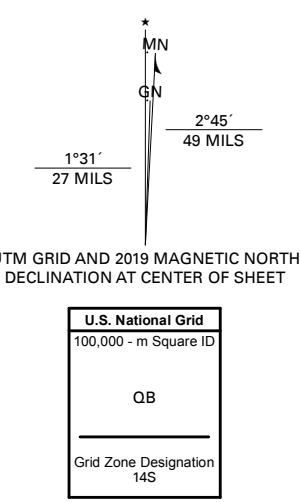 ★
MN
GN
2°45´
49 MILS
1°31´
27 MILS
UTM GRID AND 2019 MAGNETIC NORTH
DECLINATION AT CENTER OF SHEET
U.S. National Grid
100,000 - m Square ID
QB
Grid Zone Designation
14S